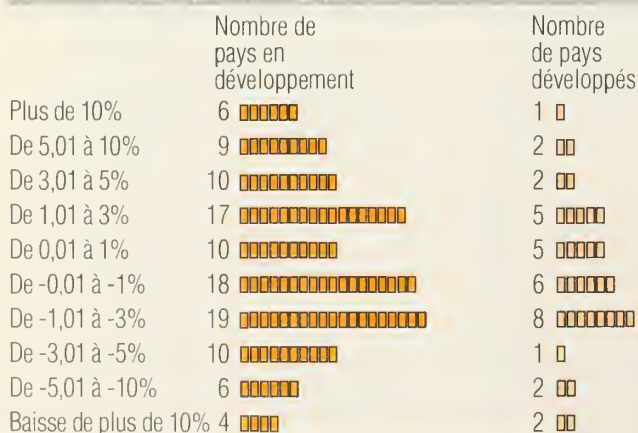 Nombre de
pays en
développement
Nombre
de pays
développés
Plus de 10% 6 1
De 5,01 à 10% 9 2
De 3,01 à 5% 10 2
De 1,01 à 3% 17 5
De 0,01 à 1% 10 5
De -0,01 à -1% 18 6
De -1,01 à -3% 19 8
De -3,01 à -5% 10 1
De -5,01 à -10% 6 2
Baisse de plus de 10% 4 2